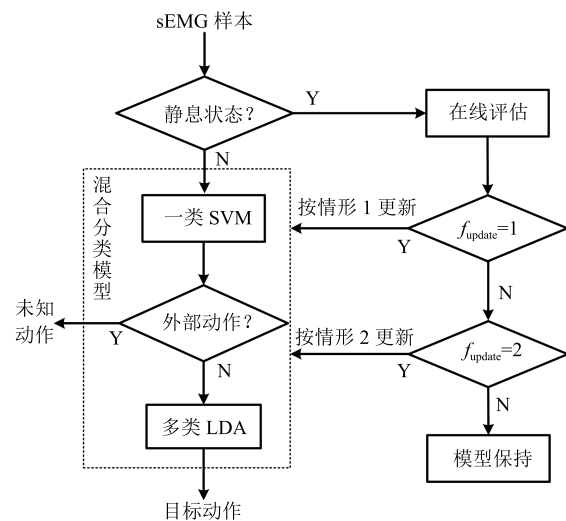 sEMG 样本
静息状态?
Y
在线评估
N
混合分类模型
一类 SVM
按情形 1 更新
Y
f_update=1
N
未知
动作
Y
外部动作?
按情形 2 更新
Y
f_update=2
N
N
多类 LDA
模型保持
目标动作